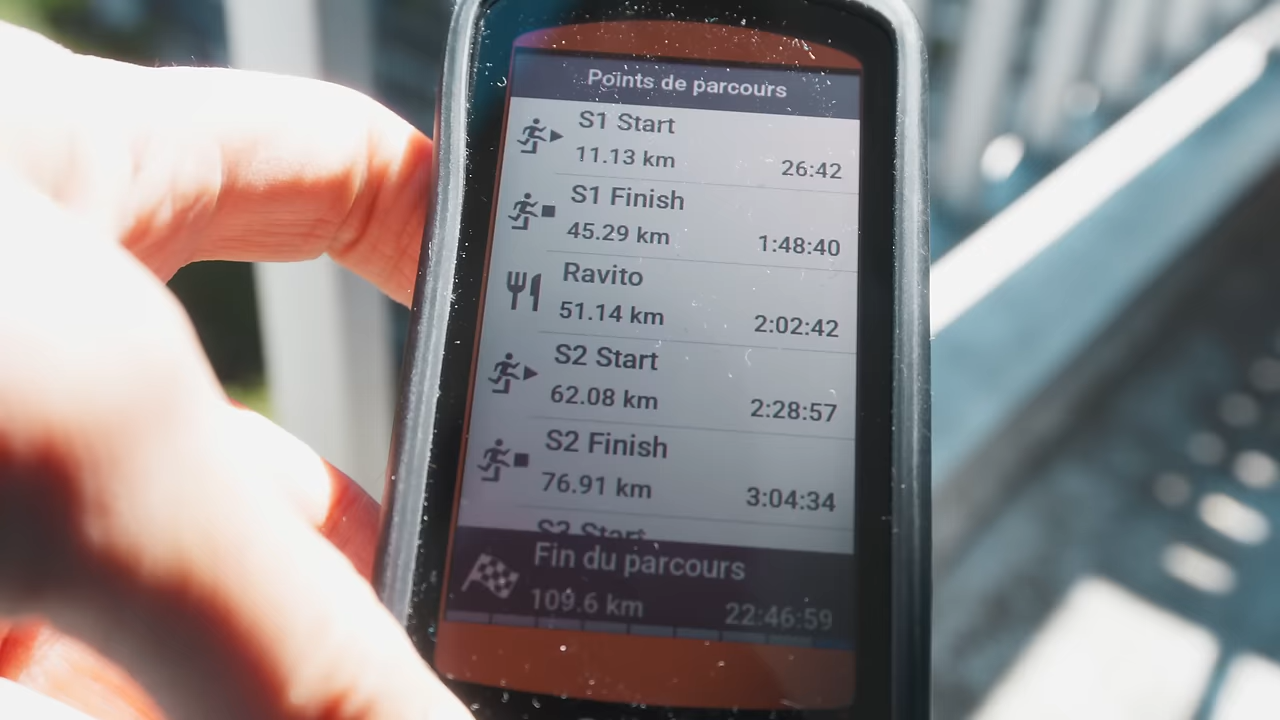 Points de parcours
S1 Start
11.13 km 26:42
S1 Finish
45.29 km 1:48:40
Ravito
51.14 km 2:02:42
S2 Start
62.08 km 2:28:57
S2 Finish
76.91 km 3:04:34
Start
Fin du parcours
109.6 km 22:46:59